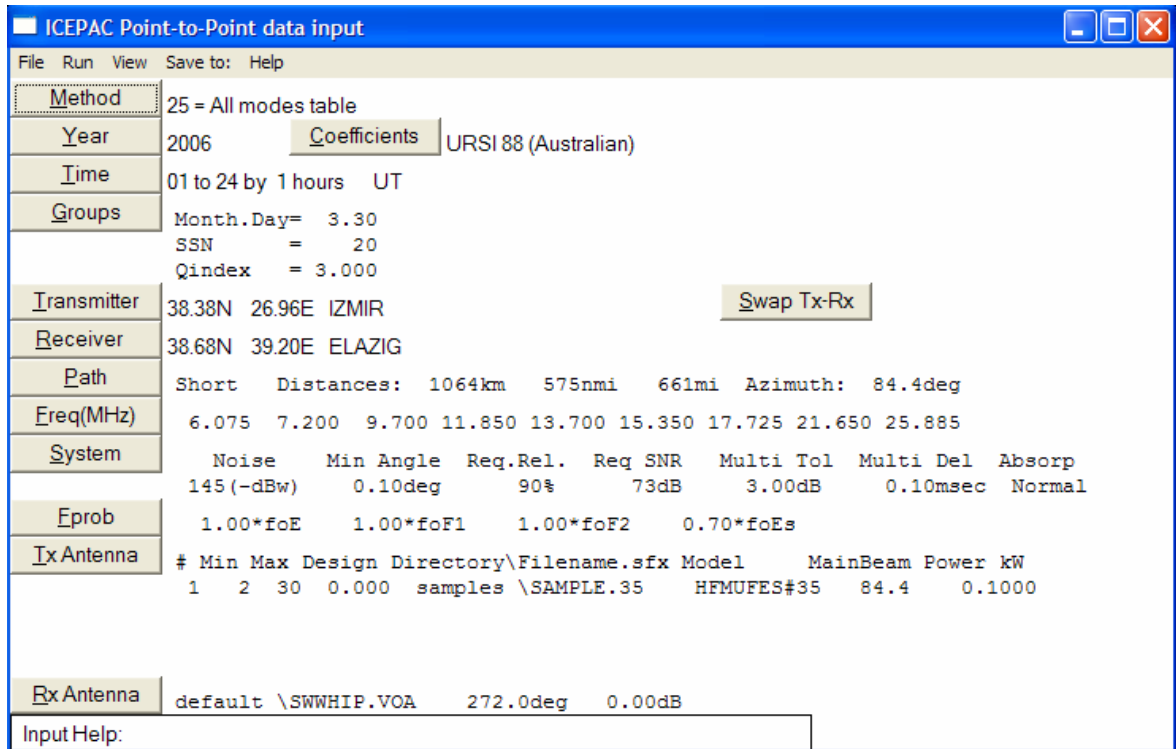 ICEPAC Point-to-Point data input
File Run View Save to: Help
Method 25 = All modes table
Year 2006 Coefficients URSI 88 (Australian)
Time 01 to 24 by 1 hours UT
Groups Month.Day= 3.30
SSN = 20
Qindex = 3.000
Transmitter 38.38N 26.96E IZMIR Swap Tx-Rx
Receiver 38.68N 39.20E ELAZIG
Path Short Distances: 1064km 575nmi 661mi Azimuth: 84.4deg
Freq(MHz) 6.075 7.200 9.700 11.850 13.700 15.350 17.725 21.650 25.885
System Noise Min Angle Req.Rel. Req SNR Multi Tol Multi Del Absorp
145(-dBw) 0.10deg 90% 73dB 3.00dB 0.10msec Normal
Fprob 1.00*foE 1.00*foF1 1.00*foF2 0.70*foEs
Tx Antenna # Min Max Design Directory\Filename.sfx Model MainBeam Power kW
1 2 30 0.000 samples \SAMPLE.35 HFMUFES#35 84.4 0.1000
Rx Antenna default \SWWHIP.VOA 272.0deg 0.00dB
Input Help: